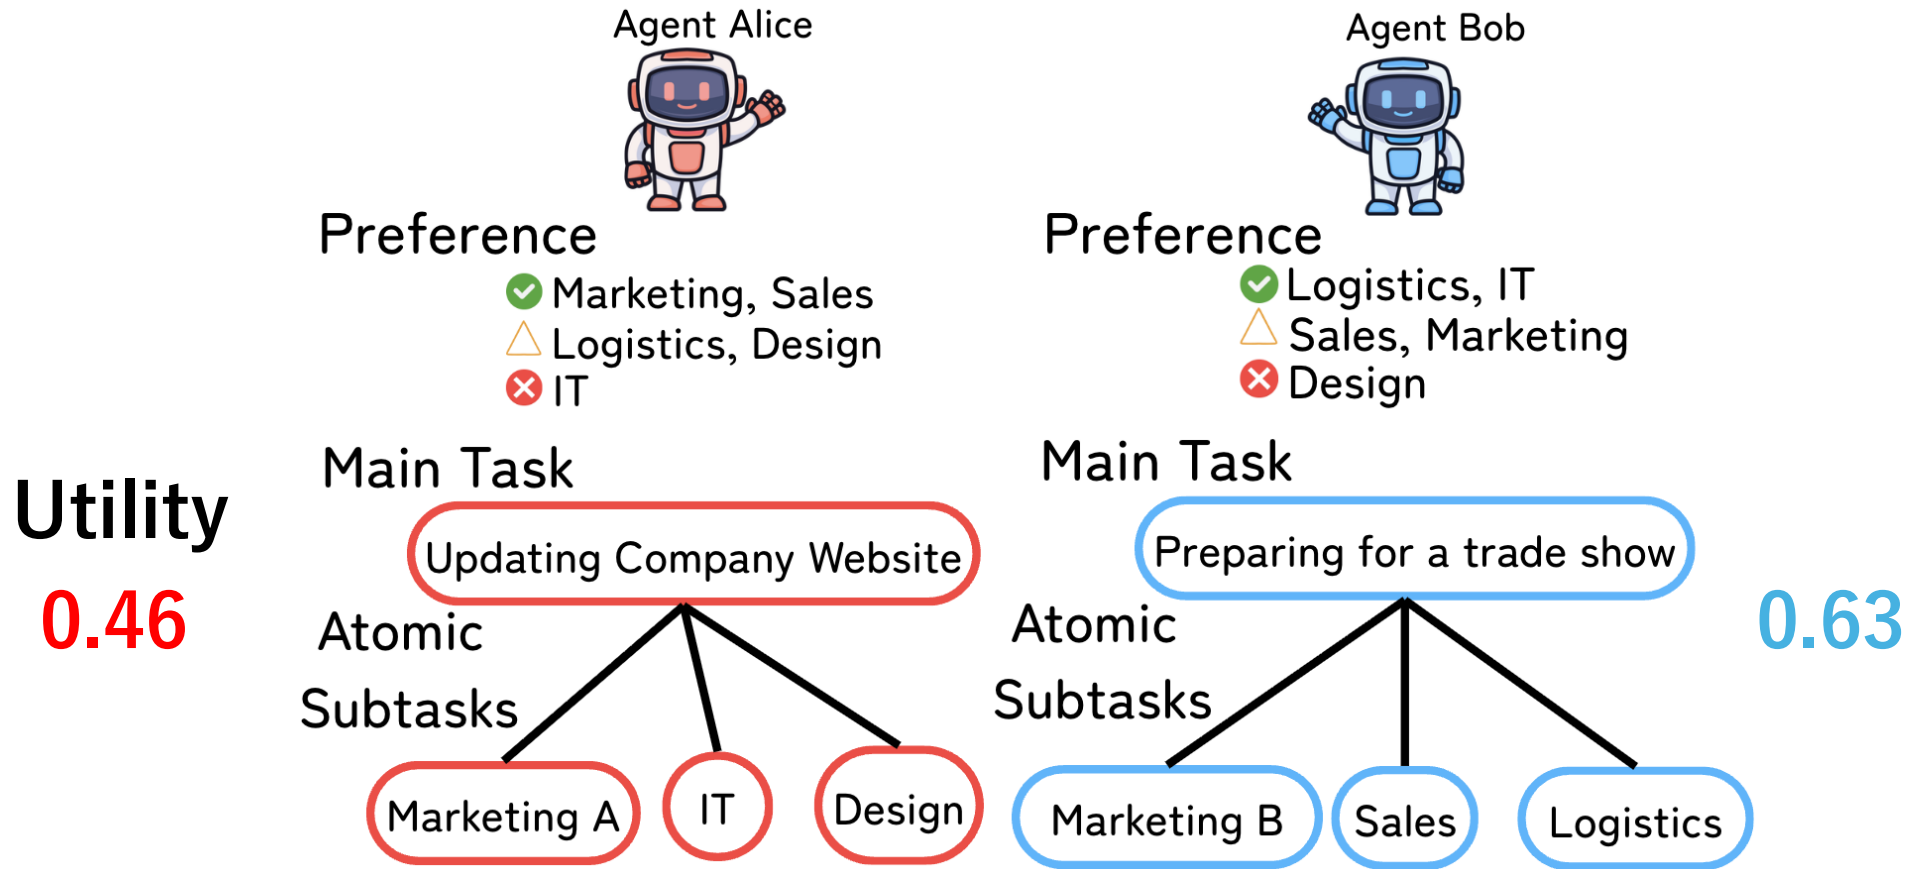 Agent Alice
Preference
Marketing, Sales
Logistics, Design
IT
Main Task
Updating Company Website
Atomic
Subtasks
Marketing A
IT
Design
Utility
0.46
Agent Bob
Preference
Logistics, IT
Sales, Marketing
Design
Main Task
Preparing for a trade show
Atomic
Subtasks
Marketing B
Sales
Logistics
0.63